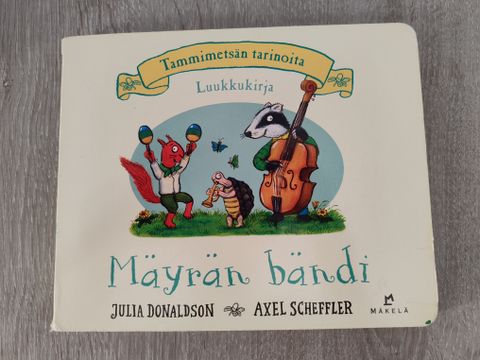 Tammimetsän tarinoita
Luukkukirja
Mäyrän bändi
JULIA DONALDSON AXEL SCHEFFLER
MÄKELÄ